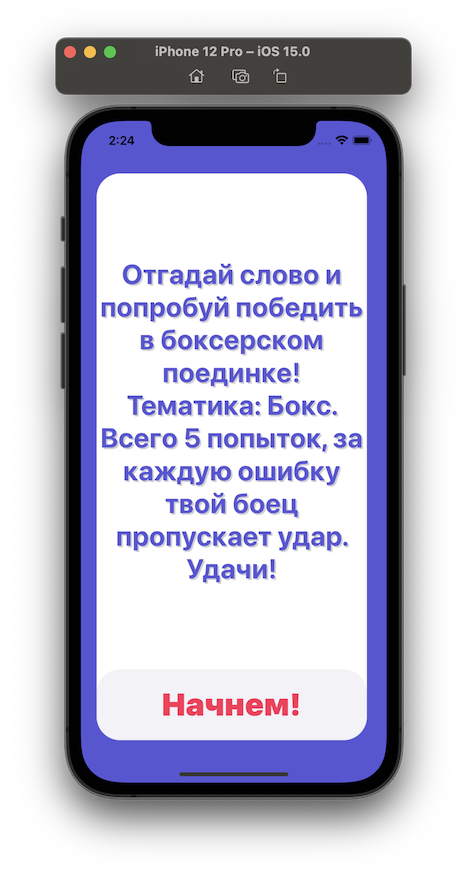 iPhone 12 Pro – iOS 15.0
2:24
Отгадай слово и
попробуй победить
в боксерском
поединке!
Тематика: Бокс.
Всего 5 попыток, за
каждую ошибку
твой боец
пропускает удар.
Удачи!
Начнем!